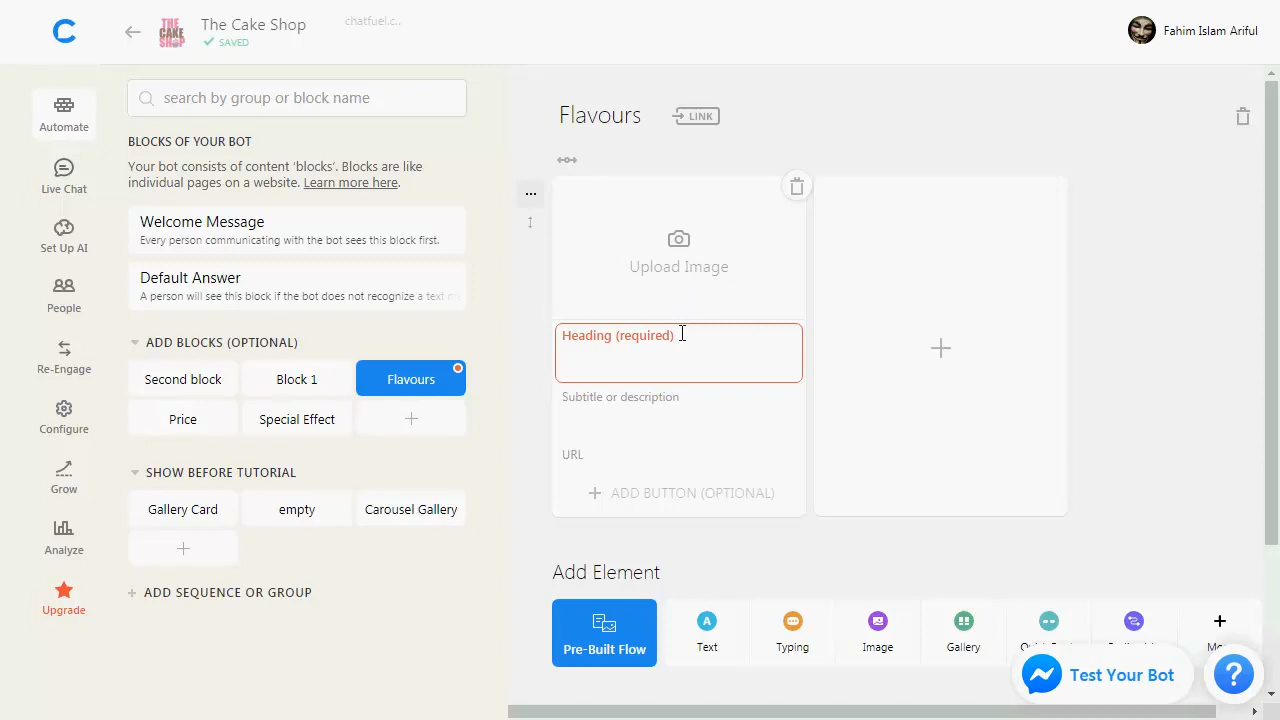 The Cake Shop
SAVED
chatfuel.c..
Fahim Islam Ariful
THE
CAKE
SHOP
Automate
Live Chat
Set Up AI
People
Re-Engage
Configure
Grow
Analyze
Upgrade
search by group or block name
BLOCKS OF YOUR BOT
Your bot consists of content 'blocks'. Blocks are like
individual pages on a website. Learn more here.
Welcome Message
Every person communicating with the bot sees this block first.
Default Answer
A person will see this block if the bot does not recognize a text m
ADD BLOCKS (OPTIONAL)
Second block
Block 1
Flavours
Price
Special Effect
SHOW BEFORE TUTORIAL
Gallery Card
empty
Carousel Gallery
ADD SEQUENCE OR GROUP
Flavours
LINK
Upload Image
Heading (required)
Subtitle or description
URL
ADD BUTTON (OPTIONAL)
Add Element
Pre-Built Flow
Text
Typing
Image
Gallery
Test Your Bot